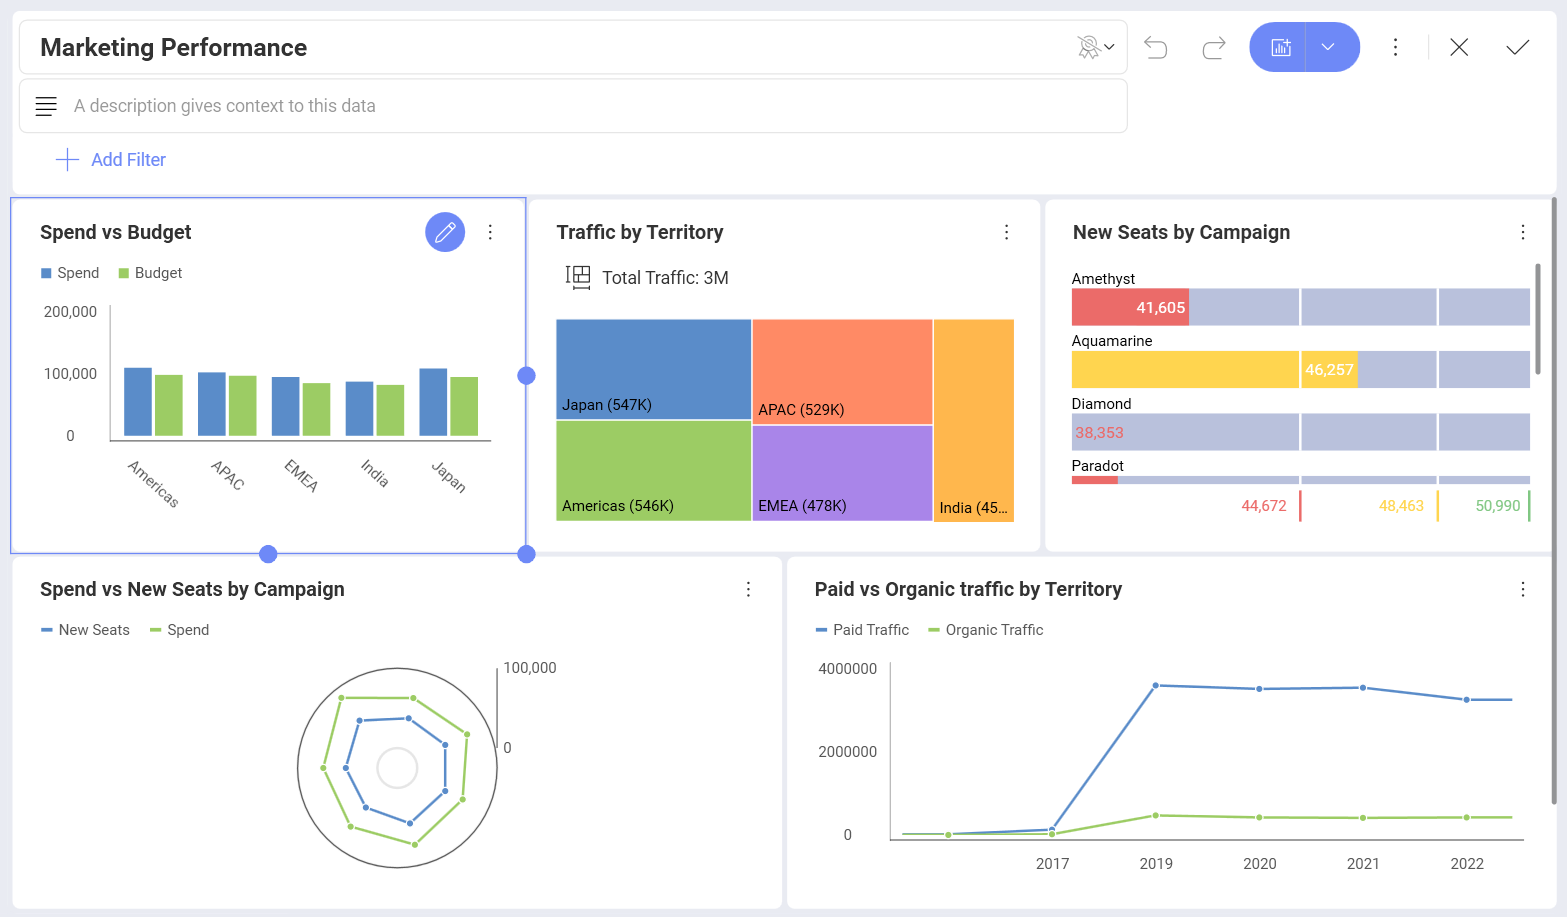 Marketing Performance
A description gives context to this data
Add Filter
Spend vs Budget
Spend Budget
200,000
100,000
0
Americas APAC EMEA India Japan
Traffic by Territory
Total Traffic: 3M
Japan (547K)
APAC (529K)
Americas (546K)
EMEA (478K)
India (45...
New Seats by Campaign
Amethyst
41,605
Aquamarine
46,257
Diamond
38,353
Paradot
44,672 48,463 50,990
Spend vs New Seats by Campaign
New Seats Spend
100,000
0
Paid vs Organic traffic by Territory
Paid Traffic Organic Traffic
4000000
2000000
0
2017 2019 2020 2021 2022